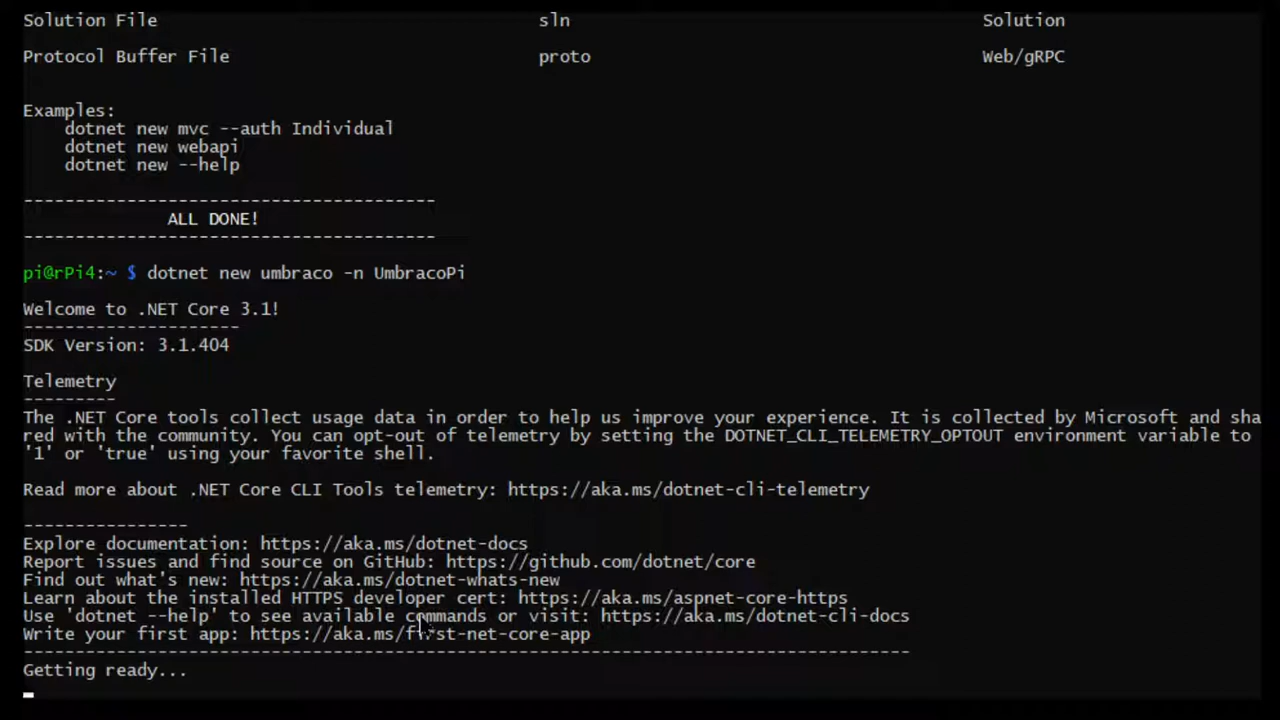 Solution File sln Solution
Protocol Buffer File proto Web/gRPC
Examples:
dotnet new mvc --auth Individual
dotnet new webapi
dotnet new --help
----------------------------------------
ALL DONE!
----------------------------------------
pi@rPi4:~ $ dotnet new umbraco -n UmbracoPi
Welcome to .NET Core 3.1!
---------------------
SDK Version: 3.1.404
Telemetry
---------
The .NET Core tools collect usage data in order to help us improve your experience. It is collected by Microsoft and sha
red with the community. You can opt-out of telemetry by setting the DOTNET_CLI_TELEMETRY_OPTOUT environment variable to
'1' or 'true' using your favorite shell.
Read more about .NET Core CLI Tools telemetry: https://aka.ms/dotnet-cli-telemetry
----------------
Explore documentation: https://aka.ms/dotnet-docs
Report issues and find source on GitHub: https://github.com/dotnet/core
Find out what's new: https://aka.ms/dotnet-whats-new
Learn about the installed HTTPS developer cert: https://aka.ms/aspnet-core-https
Use 'dotnet --help' to see available commands or visit: https://aka.ms/dotnet-cli-docs
Write your first app: https://aka.ms/first-net-core-app
--------------------------------------------------------------------------------------
Getting ready...